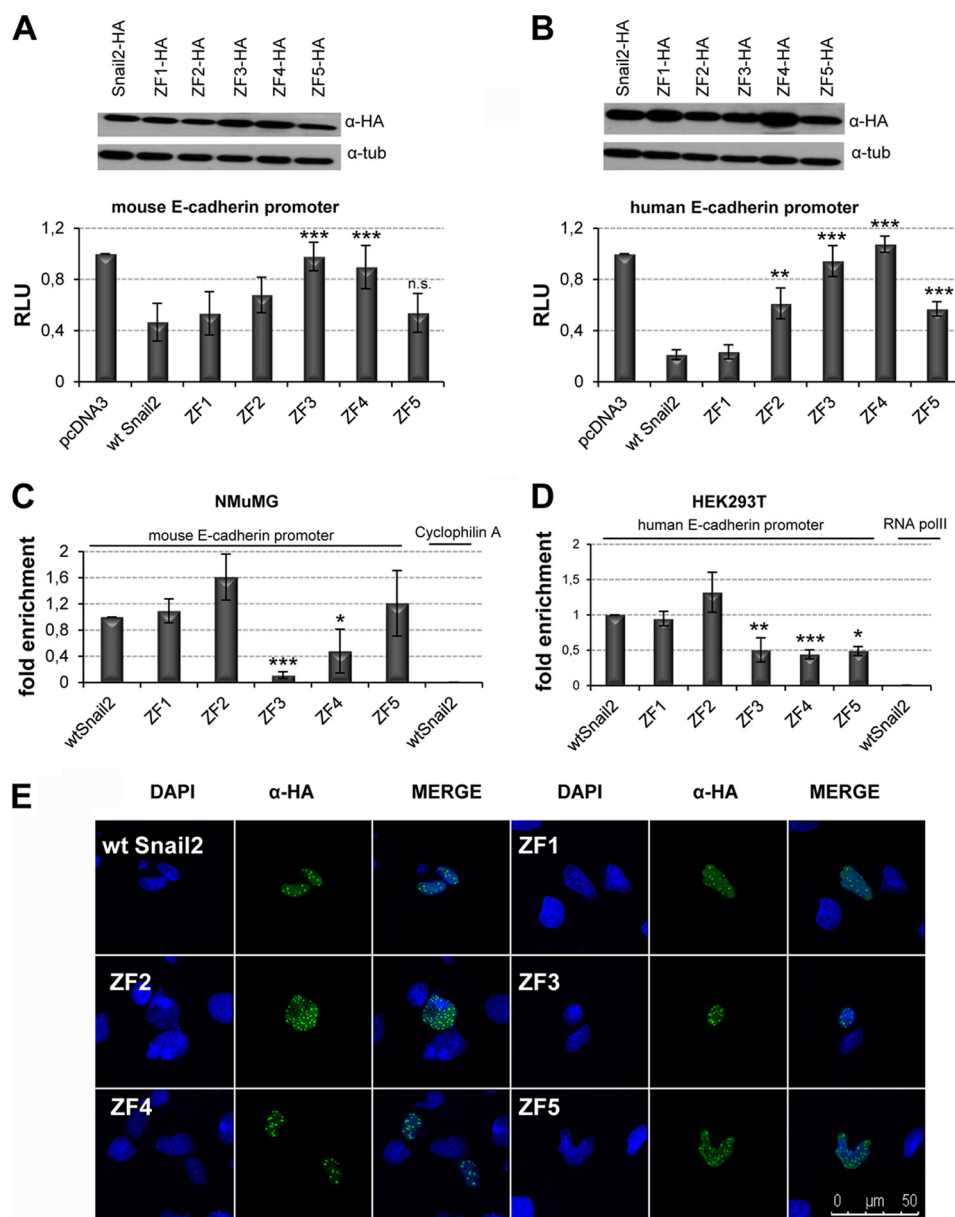 A
Snail2-HA
ZF1-HA
ZF2-HA
ZF3-HA
ZF4-HA
ZF5-HA
α-HA
α-tub
mouse E-cadherin promoter
RLU
1,2
0,8
0,4
0
***
***
n.s.
pcDNA3
wt Snail2
ZF1
ZF2
ZF3
ZF4
ZF5
B
Snail2-HA
ZF1-HA
ZF2-HA
ZF3-HA
ZF4-HA
ZF5-HA
α-HA
α-tub
human E-cadherin promoter
RLU
1,2
0,8
0,4
0
**
***
***
***
pcDNA3
wt Snail2
ZF1
ZF2
ZF3
ZF4
ZF5
C
NMuMG
mouse E-cadherin promoter
Cyclophilin A
fold enrichment
2
1,6
1,2
0,8
0,4
0
***
*
wtSnail2
ZF1
ZF2
ZF3
ZF4
ZF5
wtSnail2
D
HEK293T
human E-cadherin promoter
RNA polII
fold enrichment
2
1,5
1
0,5
0
**
***
*
wtSnail2
ZF1
ZF2
ZF3
ZF4
ZF5
wtSnail2
E
DAPI α-HA MERGE DAPI α-HA MERGE
wt Snail2
ZF1
ZF2
ZF3
ZF4
ZF5
0 µm 50